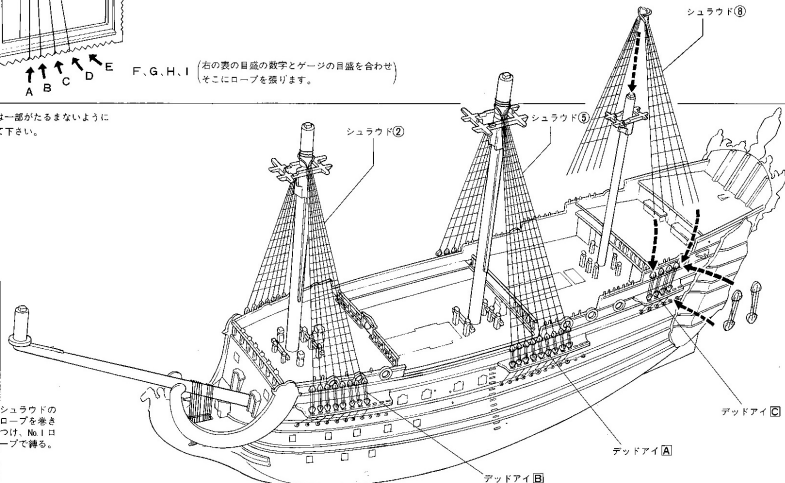 シュラウド⑧
E
D
C
B
A
F、G、H、I
右の表の目盛の数字とゲージの目盛を合わせ
そこにロープを張ります。
は一部がたるまないように
て下さい。
シュラウド②
シュラウド⑤
シュラウドの
ロープを巻き
つけ、No.1ロ
ープで縛る。
デッドアイC
デッドアイA
デッドアイB